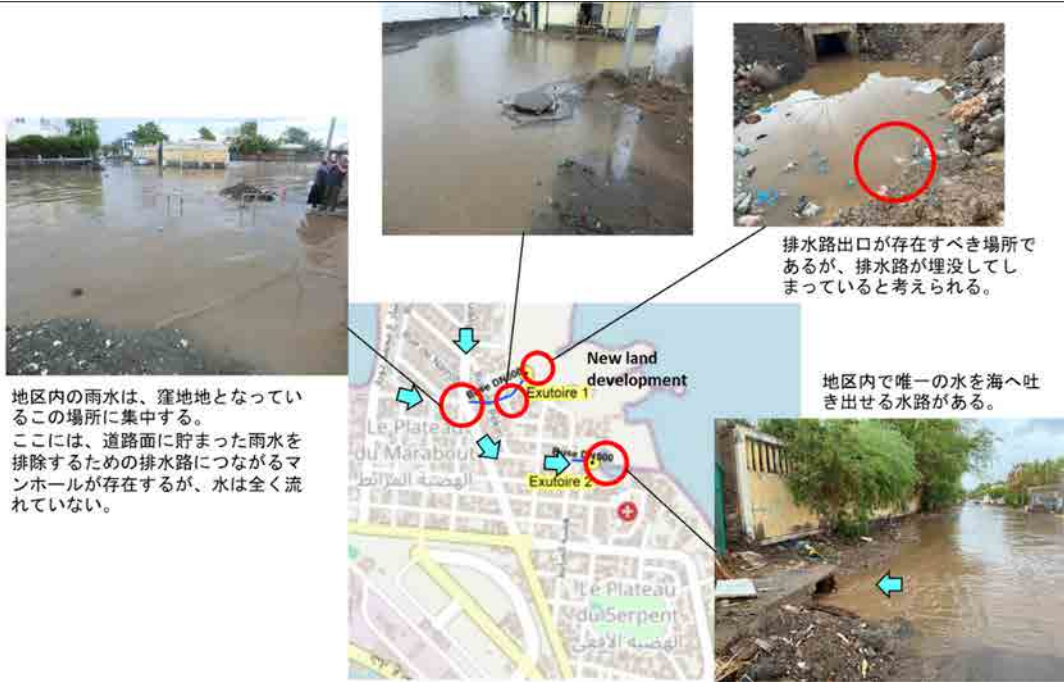 排水路出口が存在すべき場所で
あるが、排水路が埋没してし
まっていると考えられる。
地区内の雨水は、窪地地となってい
るこの場所に集中する。
ここには、道路面に貯まった雨水を
排除するための排水路につながるマ
ンホールが存在するが、水は全く流
れていない。
New land
development
Exutoire 1
Le Plateau
du Marabout
الهضبة المرابط
Buse DN500
Exutoire 2
Le Plateau
du Serpent
الهضبة الأفعى
地区内で唯一の水を海へ吐
き出せる水路がある。